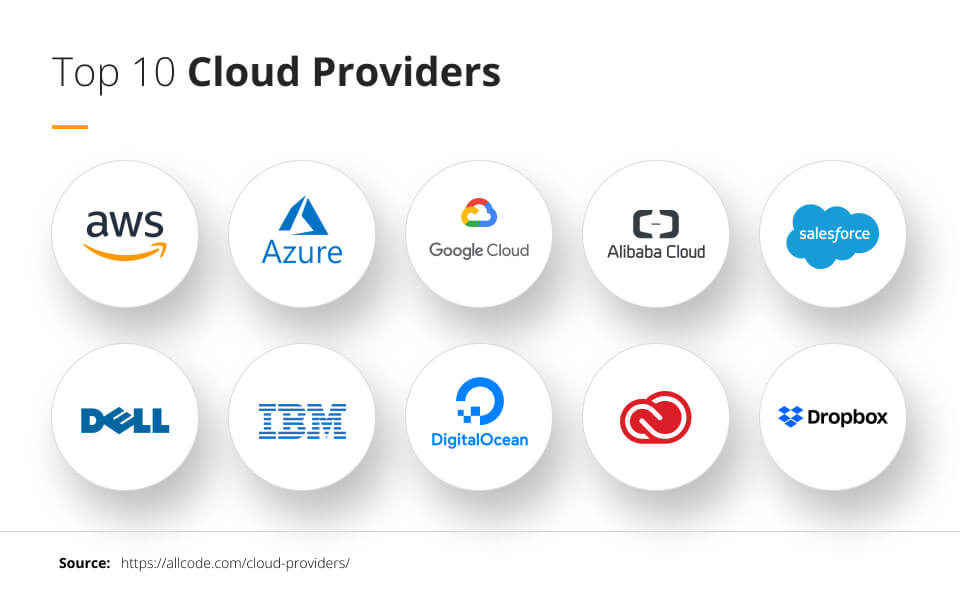 Top 10 Cloud Providers
aws
Azure
Google Cloud
Alibaba Cloud
salesforce
DELL
IBM
DigitalOcean
Dropbox
Source: https://allcode.com/cloud-providers/